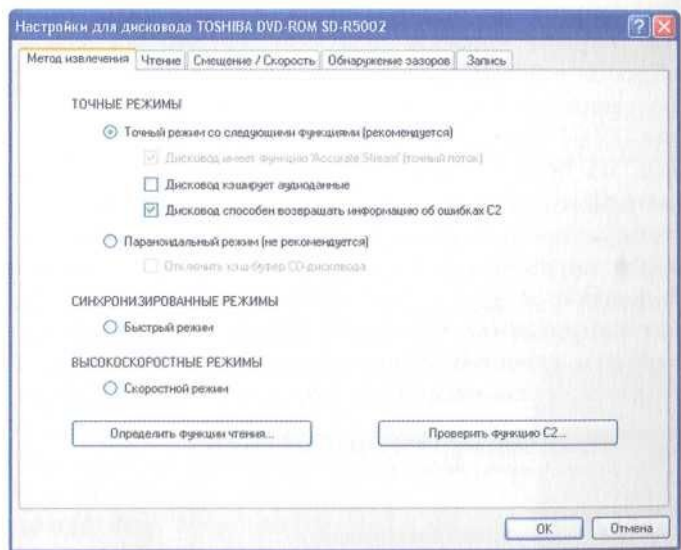 Настройки для дисковода TOSHIBA DVD-ROM SD-R5002
Метод извлечения Чтение Смещение / Скорость Обнаружение зазоров Запись
ТОЧНЫЕ РЕЖИМЫ
Точный режим со следующими функциями (рекомендуется)
Дисковод имеет функцию 'Accurate Stream' (точный поток)
Дисковод кэширует аудиоданные
Дисковод способен возвращать информацию об ошибках C2
Параноидальный режим (не рекомендуется)
Отключить кэш-буфер CD-дисковода
СИНХРОНИЗИРОВАННЫЕ РЕЖИМЫ
Быстрый режим
ВЫСОКОСКОРОСТНЫЕ РЕЖИМЫ
Скоростной режим
Определить функции чтения... Проверить функцию C2...
OK Отмена